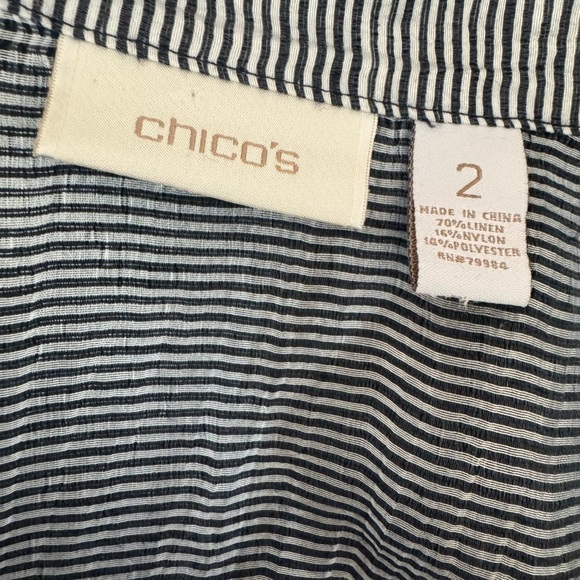 chico's
2
MADE IN CHINA
70%LINEN
16%NYLON
14%POLYESTER
RN#79984